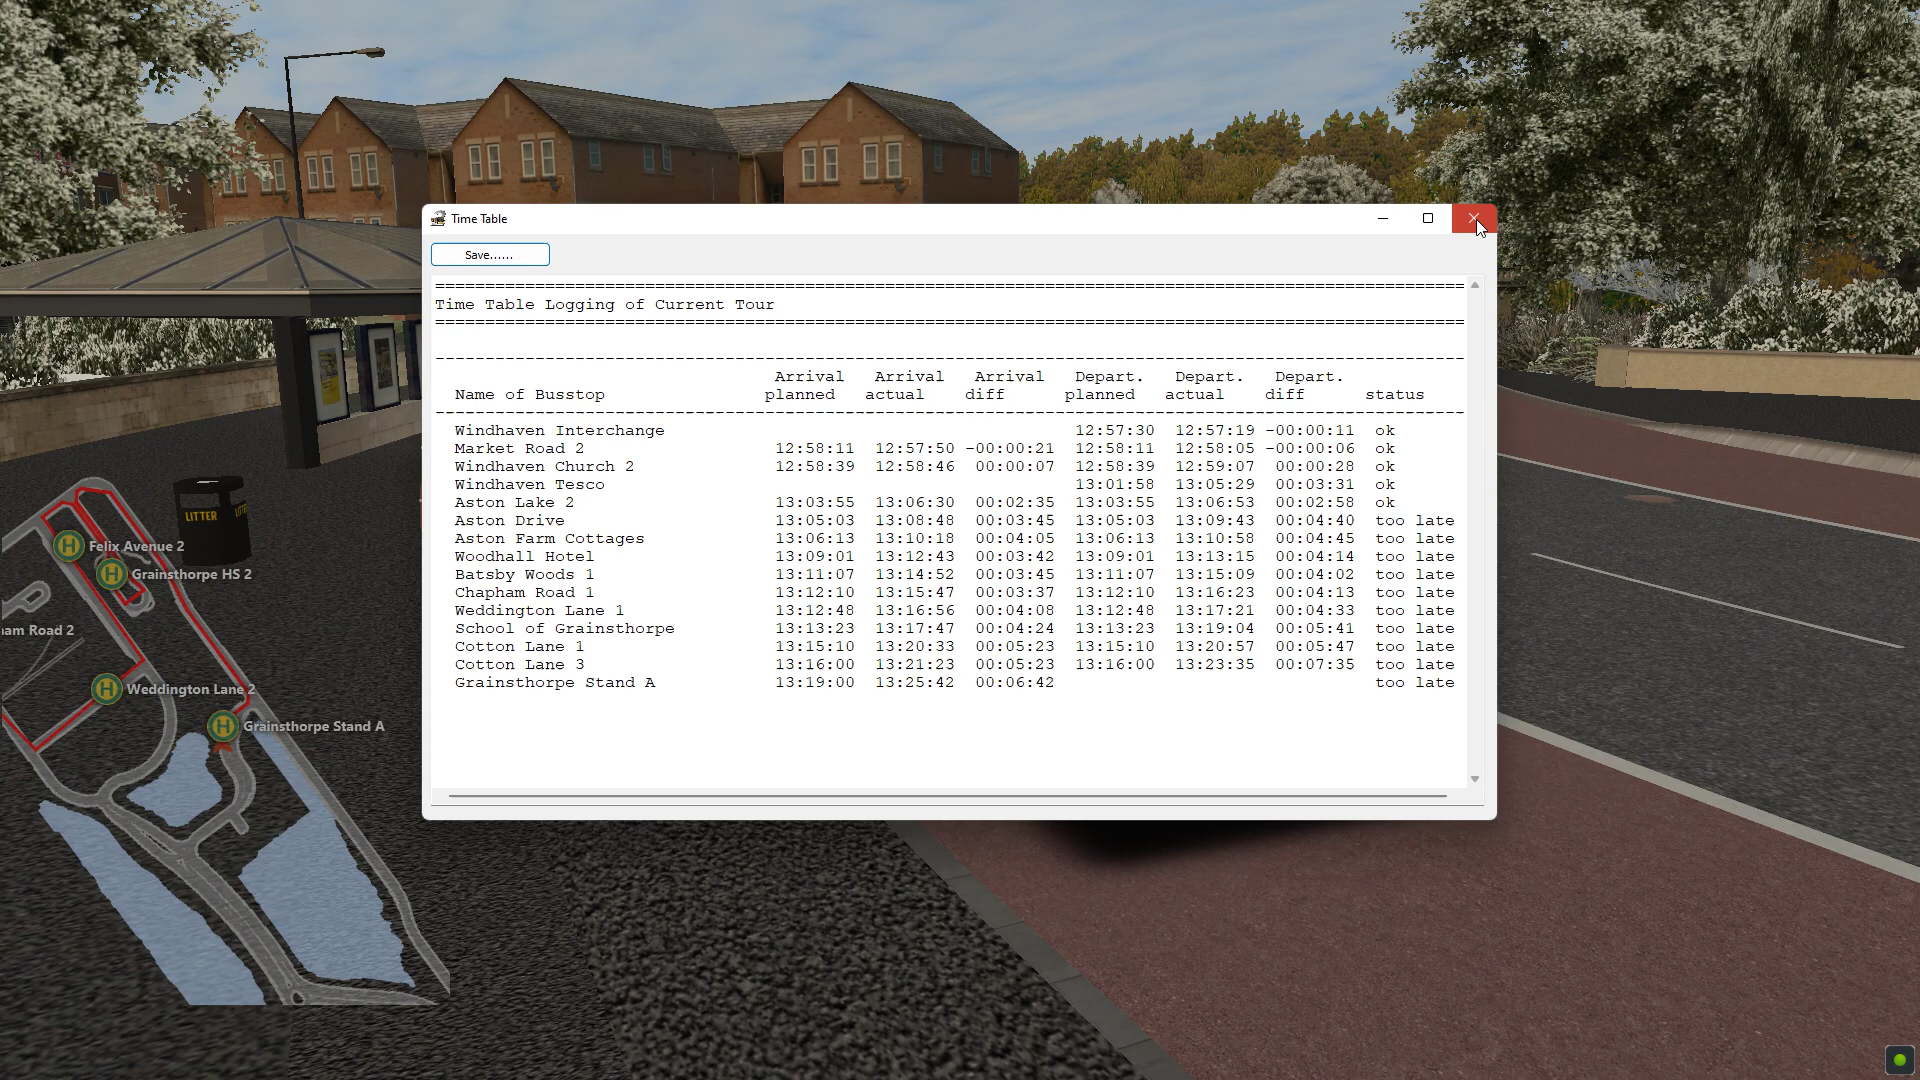 Time Table
Save......
================================================================
Time Table Logging of Current Tour
================================================================
----------------------------------------------------------------
Arrival Arrival Arrival Depart. Depart. Depart.
Name of Busstop planned actual diff planned actual diff status
----------------------------------------------------------------
Windhaven Interchange 12:57:30 12:57:19 -00:00:11 ok
Market Road 2 12:58:11 12:57:50 -00:00:21 12:58:11 12:58:05 -00:00:06 ok
Windhaven Church 2 12:58:39 12:58:46 00:00:07 12:58:39 12:59:07 00:00:28 ok
Windhaven Tesco 13:01:58 13:05:29 00:03:31 ok
Aston Lake 2 13:03:55 13:06:30 00:02:35 13:03:55 13:06:53 00:02:58 ok
Aston Drive 13:05:03 13:08:48 00:03:45 13:05:03 13:09:43 00:04:40 too late
Aston Farm Cottages 13:06:13 13:10:18 00:04:05 13:06:13 13:10:58 00:04:45 too late
Woodhall Hotel 13:09:01 13:12:43 00:03:42 13:09:01 13:13:15 00:04:14 too late
Batsby Woods 1 13:11:07 13:14:52 00:03:45 13:11:07 13:15:09 00:04:02 too late
Chapham Road 1 13:12:10 13:15:47 00:03:37 13:12:10 13:16:23 00:04:13 too late
Weddington Lane 1 13:12:48 13:16:56 00:04:08 13:12:48 13:17:21 00:04:33 too late
School of Grainsthorpe 13:13:23 13:17:47 00:04:24 13:13:23 13:19:04 00:05:41 too late
Cotton Lane 1 13:15:10 13:20:33 00:05:23 13:15:10 13:20:57 00:05:47 too late
Cotton Lane 3 13:16:00 13:21:23 00:05:23 13:16:00 13:23:35 00:07:35 too late
Grainsthorpe Stand A 13:19:00 13:25:42 00:06:42 too late
LITTER
H Felix Avenue 2
H Grainsthorpe HS 2
am Road 2
H Weddington Lane 2
H Grainsthorpe Stand A